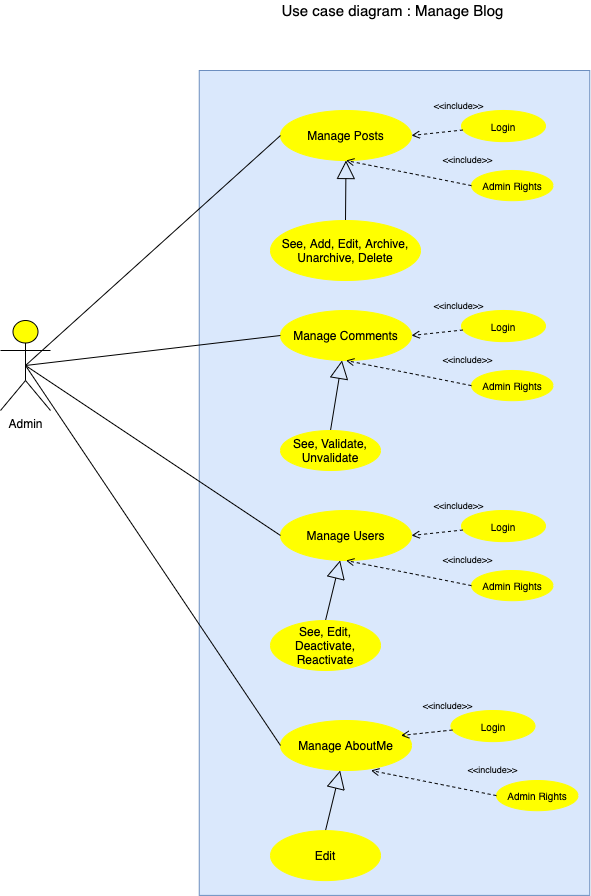 Use case diagram : Manage Blog
<<include>>
Manage Posts
Login
<<include>>
Admin Rights
See, Add, Edit, Archive,
Unarchive, Delete
<<include>>
Manage Comments
Login
<<include>>
Admin Rights
Admin
See, Validate,
Unvalidate
<<include>>
Manage Users
Login
<<include>>
Admin Rights
See, Edit,
Deactivate,
Reactivate
<<include>>
Manage AboutMe
Login
<<include>>
Admin Rights
Edit